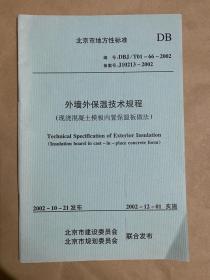 北京市地方性标准
DB
编 号:DBJ/T01-66-2002
备案号:J10213-2002
外墙外保温技术规程
(现浇混凝土模板内置保温板做法)
Technical Specification of Exterior Insulation
(Insulation board in cast-in-place concrete form)
2002-10-21发布
2002-12-01 实施
北京市建设委员会
北京市规划委员会
联合发布